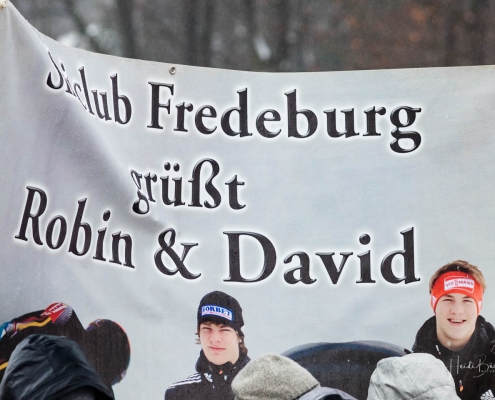 Skiclub Fredeburg
grüßt
Robin & David